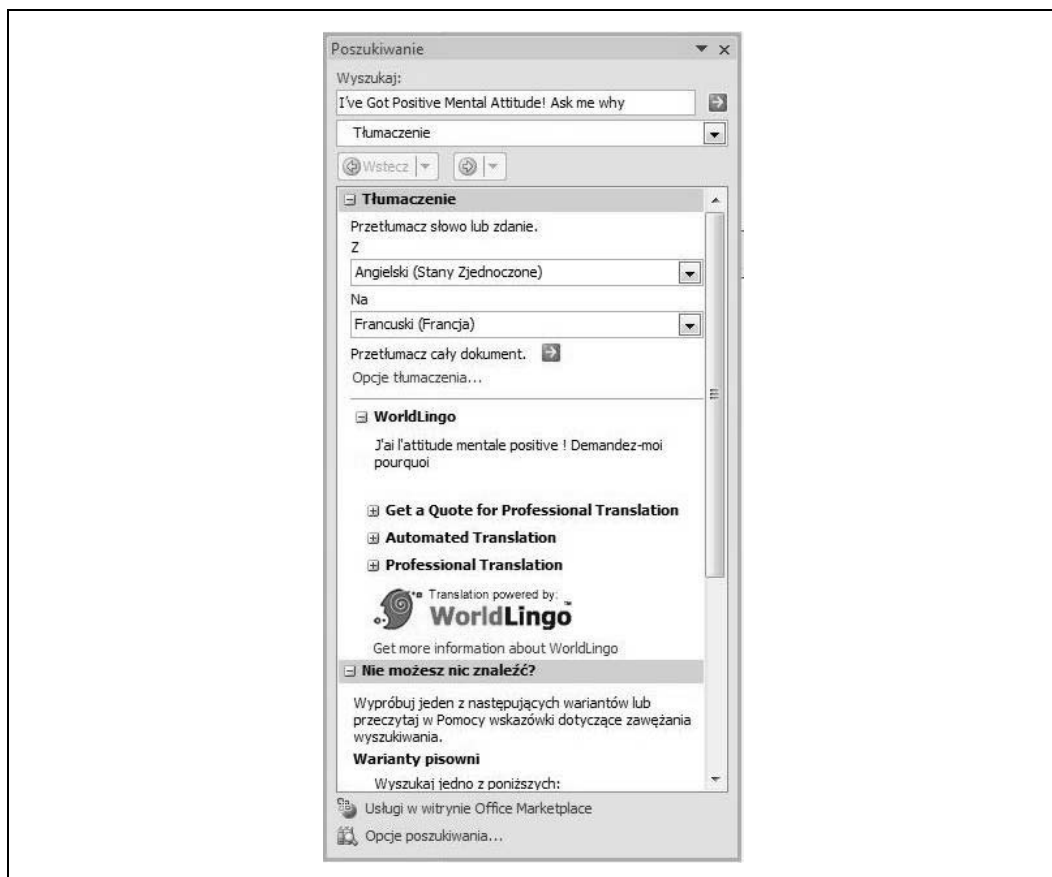 Poszukiwanie
Wyszukaj:
I've Got Positive Mental Attitude! Ask me why
Tłumaczenie
Wstecz
Tłumaczenie
Przetłumacz słowo lub zdanie.
Z
Angielski (Stany Zjednoczone)
Na
Francuski (Francja)
Przetłumacz cały dokument.
Opcje tłumaczenia...
WorldLingo
J'ai l'attitude mentale positive ! Demandez-moi
pourquoi
Get a Quote for Professional Translation
Automated Translation
Professional Translation
Translation powered by:
WorldLingo™
Get more information about WorldLingo
Nie możesz nic znaleźć?
Wypróbuj jeden z następujących wariantów lub
przeczytaj w Pomocy wskazówki dotyczące zawężania
wyszukiwania.
Warianty pisowni
Wyszukaj jedno z poniższych:
Usługi w witrynie Office Marketplace
Opcje poszukiwania...